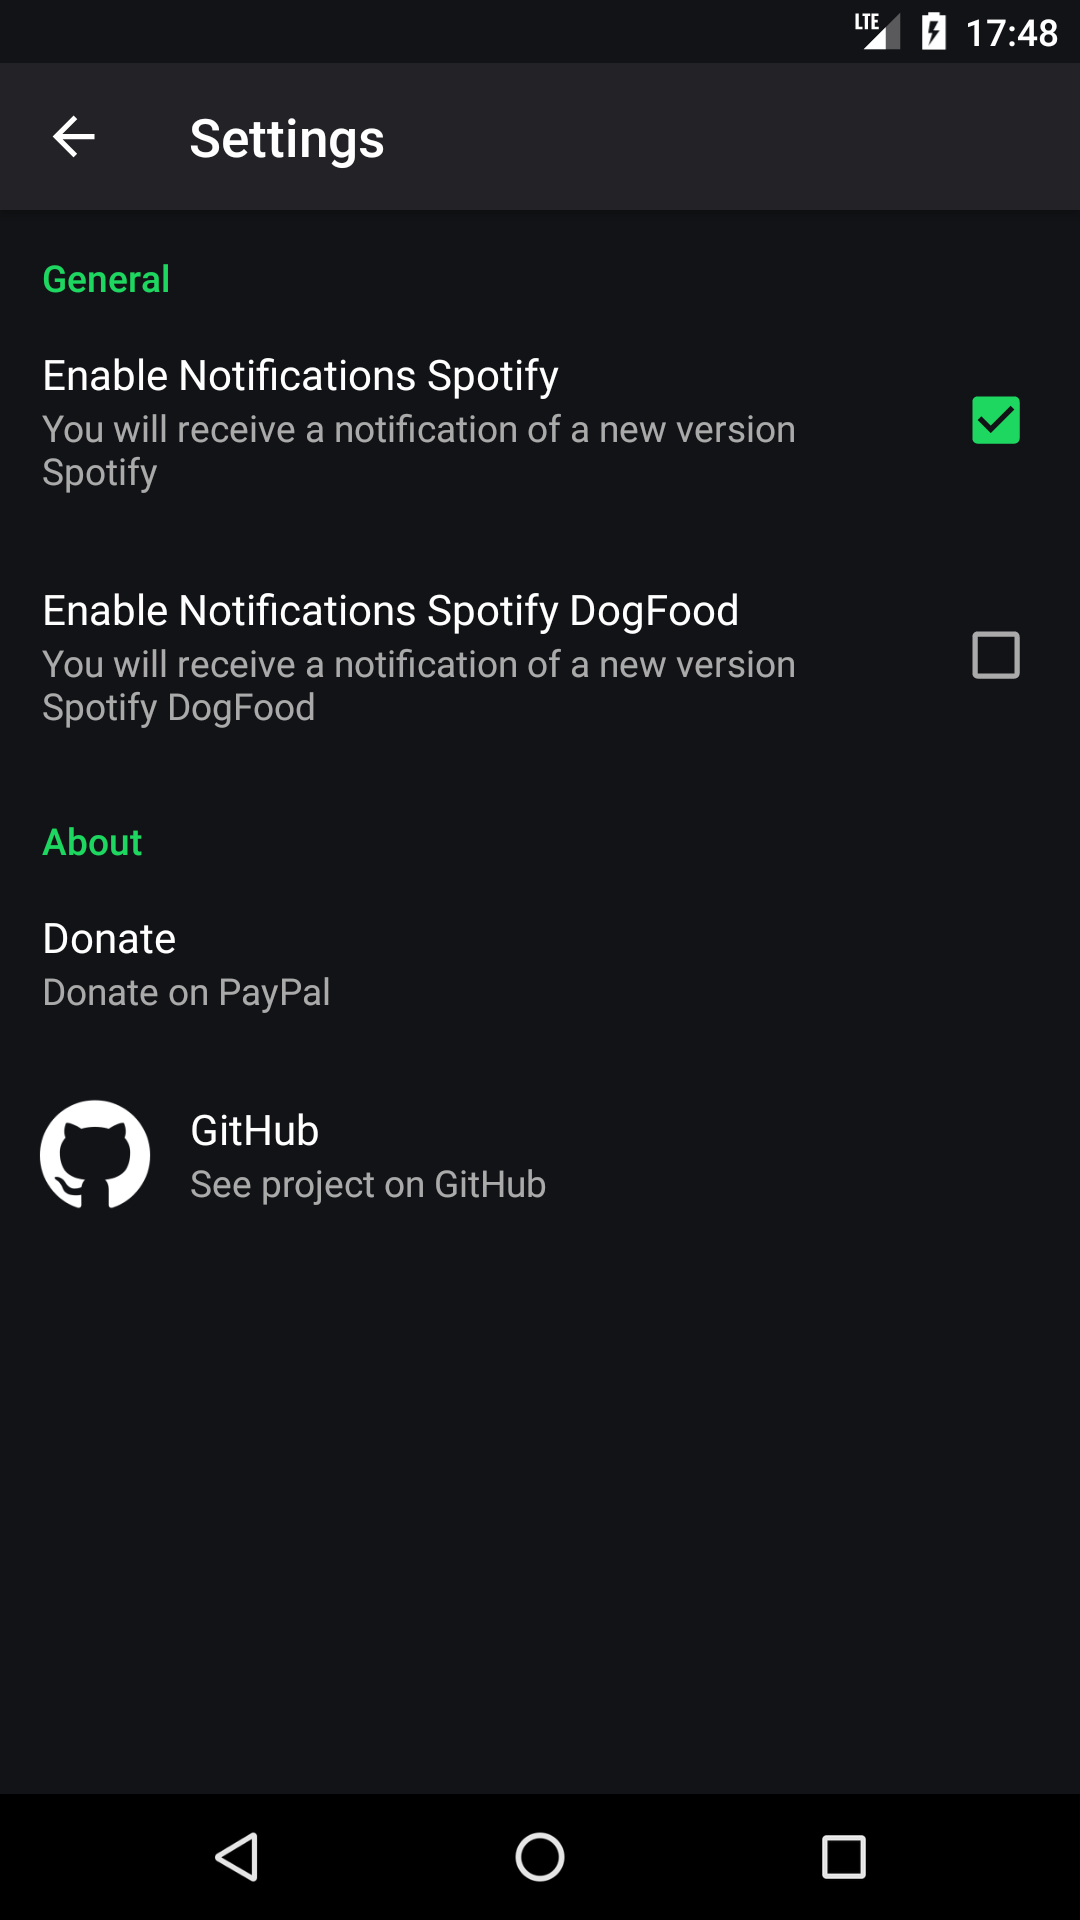 LTE 17:48
Settings
General
Enable Notifications Spotify
You will receive a notification of a new version
Spotify
Enable Notifications Spotify DogFood
You will receive a notification of a new version
Spotify DogFood
About
Donate
Donate on PayPal
GitHub
See project on GitHub